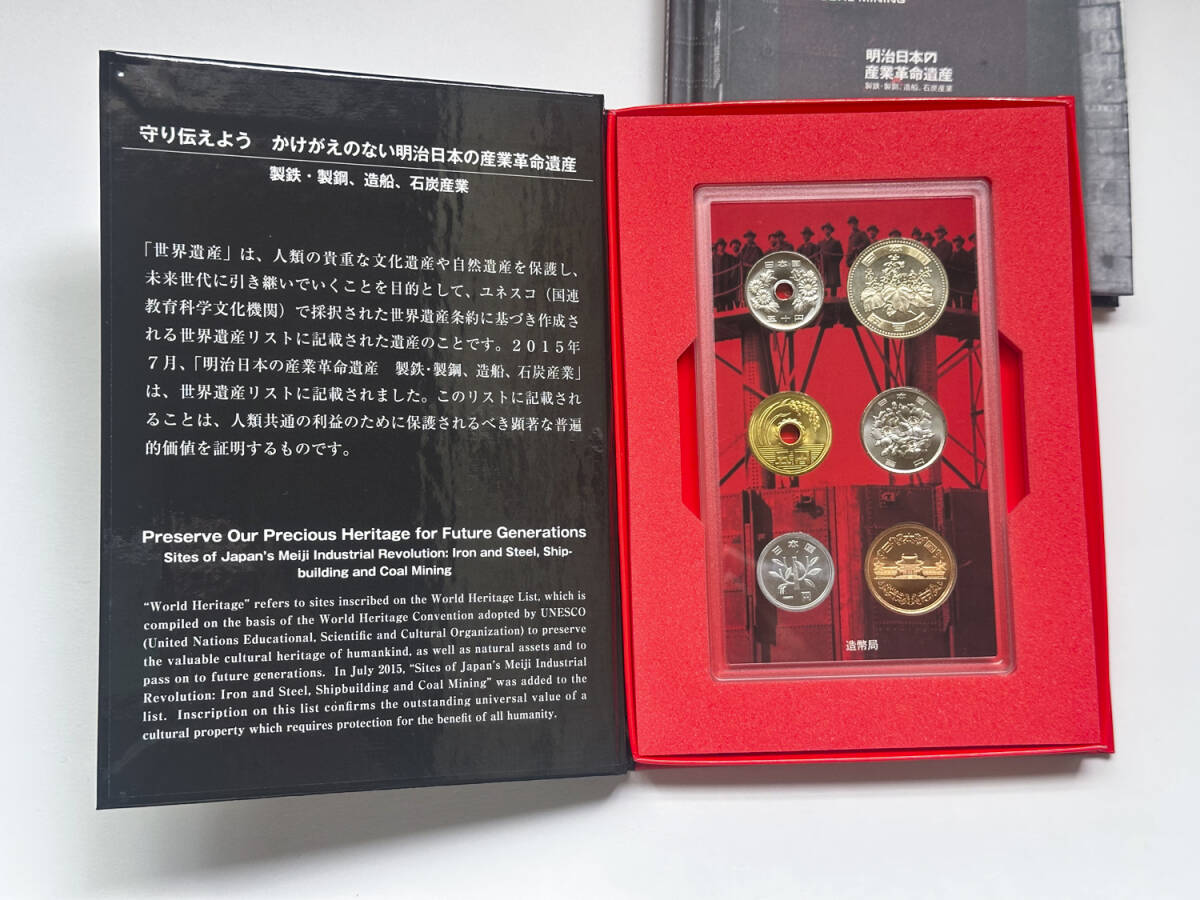 守り伝えよう　かけがえのない明治日本の産業革命遺産
製鉄・製鋼、造船、石炭産業
「世界遺産」は、人類の貴重な文化遺産や自然遺産を保護し、
未来世代に引き継いでいくことを目的として、ユネスコ（国連
教育科学文化機関）で採択された世界遺産条約に基づき作成さ
れる世界遺産リストに記載された遺産のことです。２０１５年
７月、「明治日本の産業革命遺産　製鉄・製鋼、造船、石炭産業」
は、世界遺産リストに記載されました。このリストに記載され
ることは、人類共通の利益のために保護されるべき顕著な普遍
的価値を証明するものです。
Preserve Our Precious Heritage for Future Generations
Sites of Japan's Meiji Industrial Revolution: Iron and Steel, Ship-
building and Coal Mining
“World Heritage” refers to sites inscribed on the World Heritage List, which is
compiled on the basis of the World Heritage Convention adopted by UNESCO
(United Nations Educational, Scientific and Cultural Organization) to preserve
the valuable cultural heritage of humankind, as well as natural assets and to
pass on to future generations. In July 2015, “Sites of Japan's Meiji Industrial
Revolution: Iron and Steel, Shipbuilding and Coal Mining” was added to the
list. Inscription on this list confirms the outstanding universal value of a
cultural property which requires protection for the benefit of all humanity.
MINING
明治日本の
産業革命遺産
製鉄・製鋼、造船、石炭産業
日本国
五十円
日本国
日本国
一円
造幣局